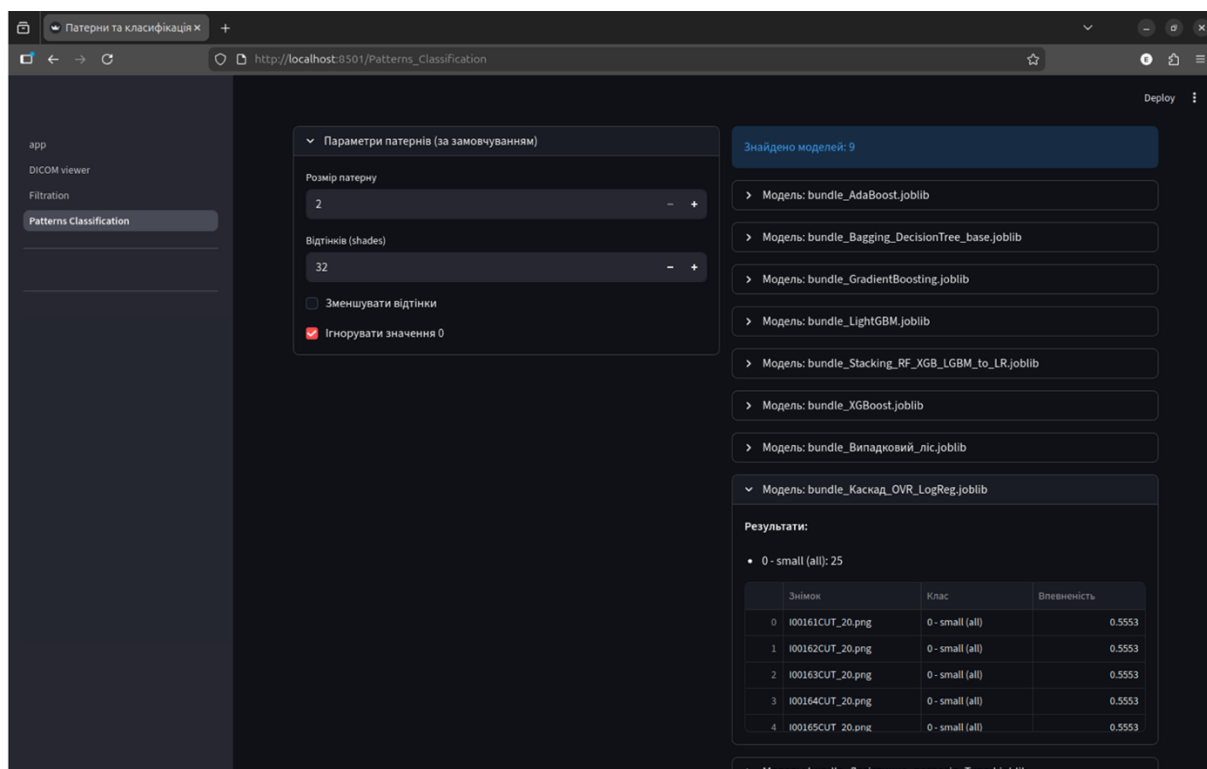 Патерни та класифікація
http://localhost:8501/Patterns_Classification
E
Deploy
app
DICOM viewer
Filtration
Patterns Classification
Параметри патернів (за замовчуванням)
Розмір патерну
2
Відтінків (shades)
32
Зменшувати відтінки
Ігнорувати значення 0
Знайдено моделей: 9
Модель: bundle_AdaBoost.joblib
Модель: bundle_Bagging_DecisionTree_base.joblib
Модель: bundle_GradientBoosting.joblib
Модель: bundle_LightGBM.joblib
Модель: bundle_Stacking_RF_XGB_LGBM_to_LR.joblib
Модель: bundle_XGBoost.joblib
Модель: bundle_Випадковий_ліс.joblib
Модель: bundle_Каскад_OVR_LogReg.joblib
Результати:
• 0 - small (all): 25
Знімок Клас Впевненість
0 I00161CUT_20.png 0 - small (all) 0.5553
1 I00162CUT_20.png 0 - small (all) 0.5553
2 I00163CUT_20.png 0 - small (all) 0.5553
3 I00164CUT_20.png 0 - small (all) 0.5553
4 I00165CUT_20.png 0 - small (all) 0.5553